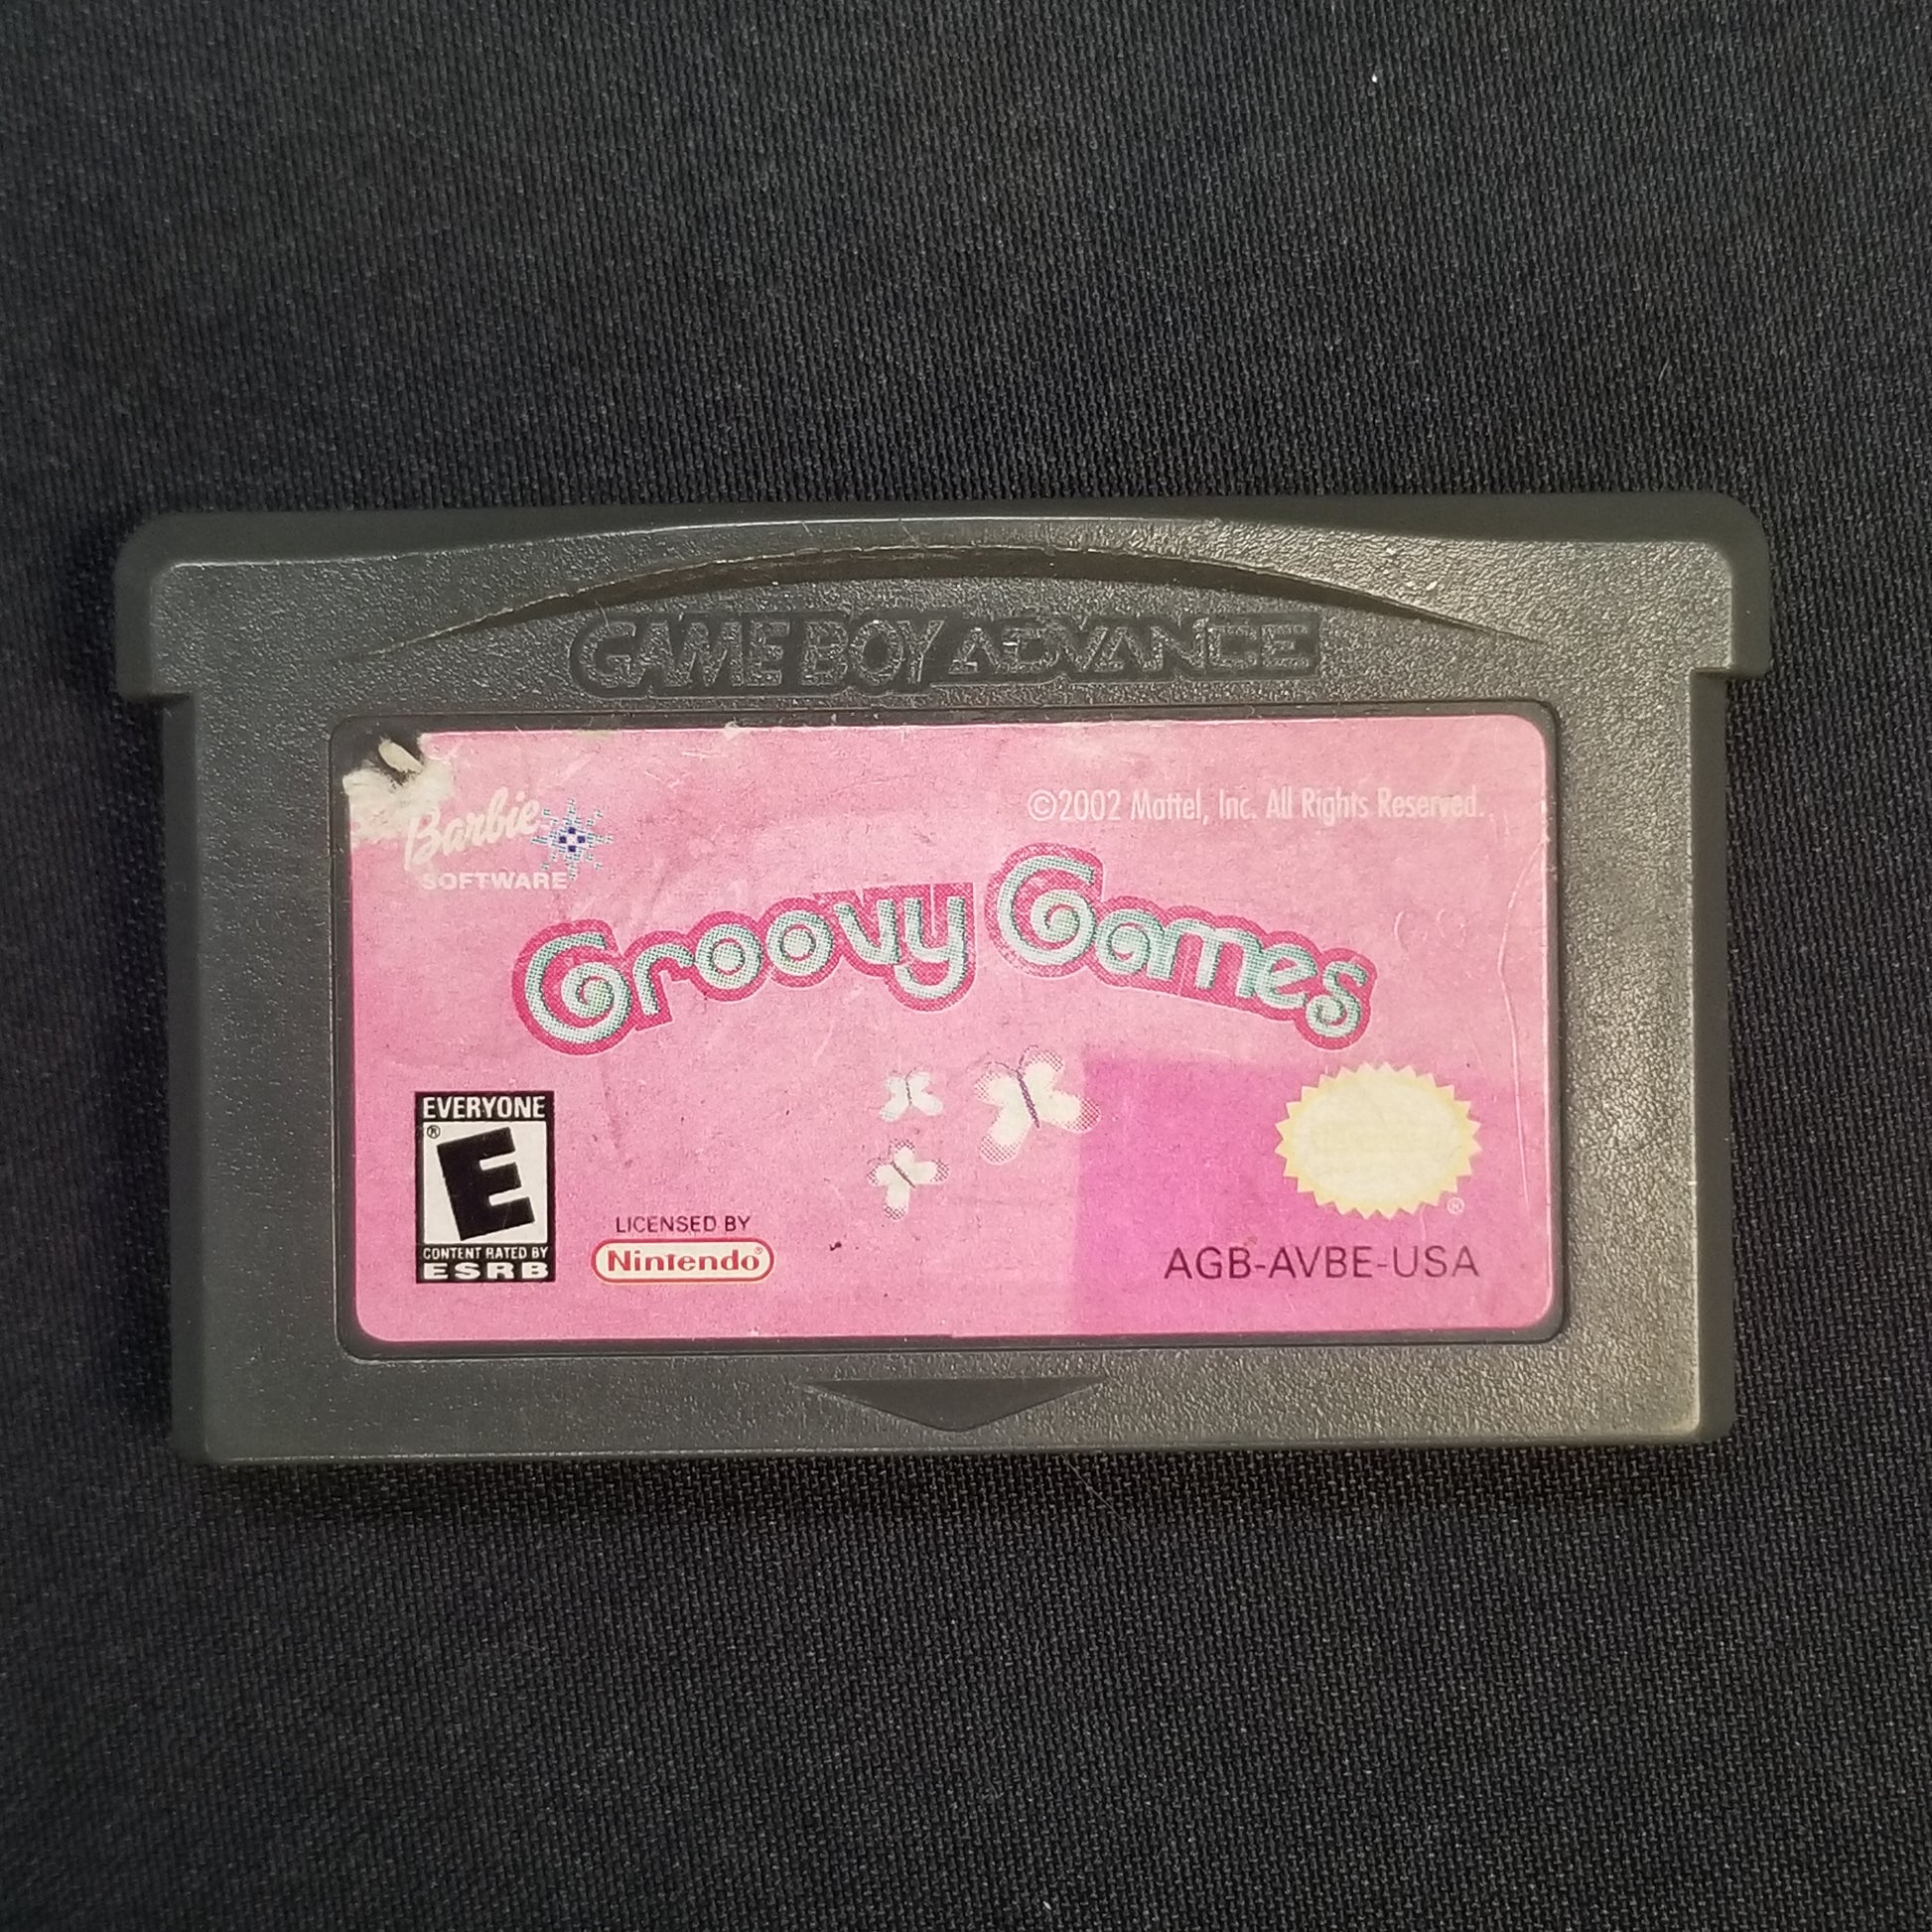 GAME BOY ADVANCE
Barbie
SOFTWARE
©2002 Mattel, Inc. All Rights Reserved.
Groovy Games
EVERYONE
®
E
CONTENT RATED BY
ESRB
LICENSED BY
Nintendo®
®
AGB-AVBE-USA